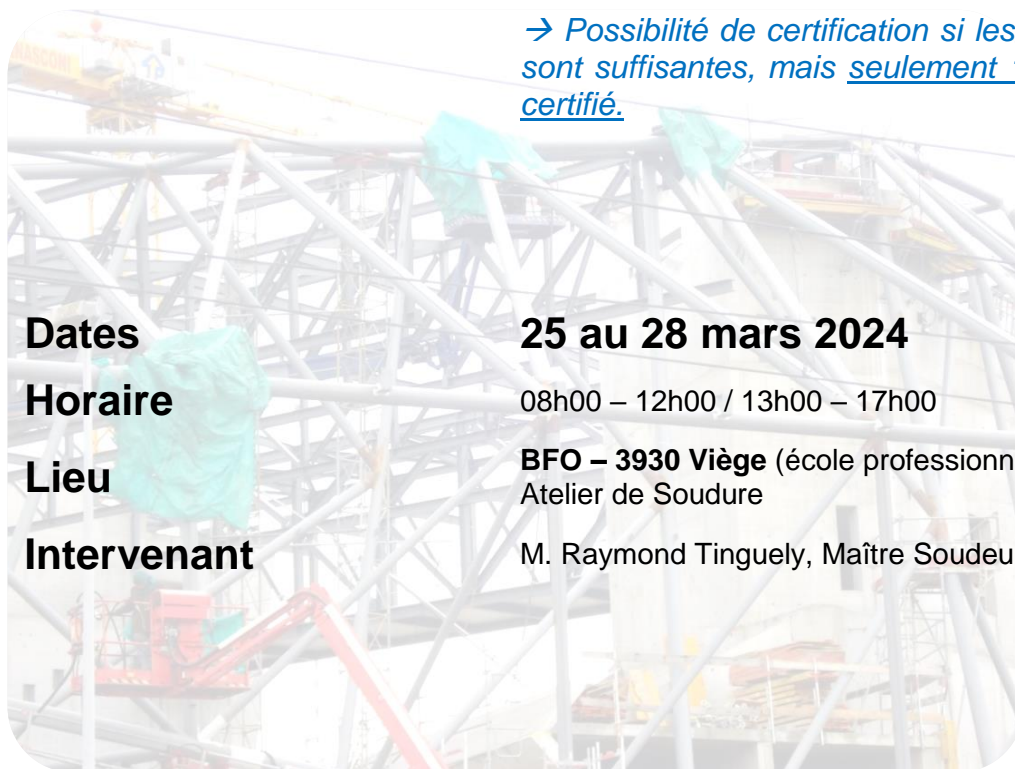 → Possibilité de certification si les
sont suffisantes, mais seulement
certifié.
NASCONI
Dates 25 au 28 mars 2024
Horaire 08h00 – 12h00 / 13h00 – 17h00
Lieu BFO – 3930 Viège (école professionn
Atelier de Soudure
Intervenant M. Raymond Tinguely, Maître Soudeu